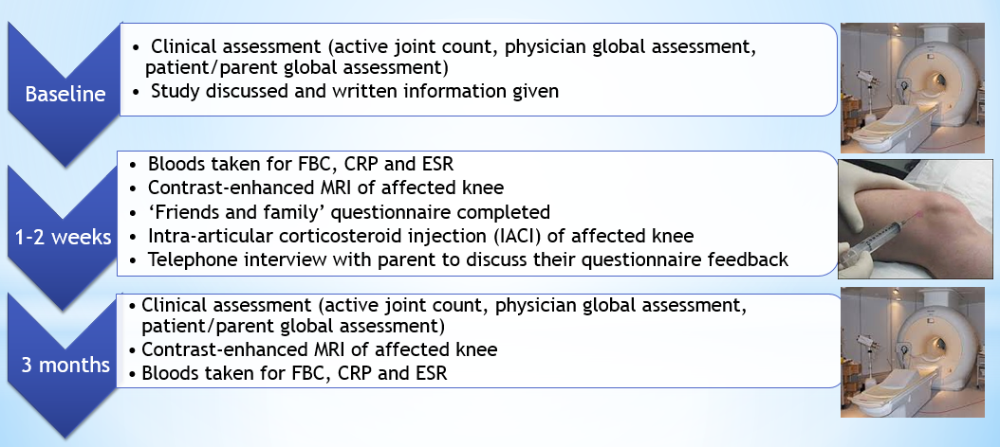 Baseline
• Clinical assessment (active joint count, physician global assessment,
patient/parent global assessment)
• Study discussed and written information given
1-2 weeks
• Bloods taken for FBC, CRP and ESR
• Contrast-enhanced MRI of affected knee
• ‘Friends and family’ questionnaire completed
• Intra-articular corticosteroid injection (IACI) of affected knee
• Telephone interview with parent to discuss their questionnaire feedback
3 months
• Clinical assessment (active joint count, physician global assessment,
patient/parent global assessment)
• Contrast-enhanced MRI of affected knee
• Bloods taken for FBC, CRP and ESR